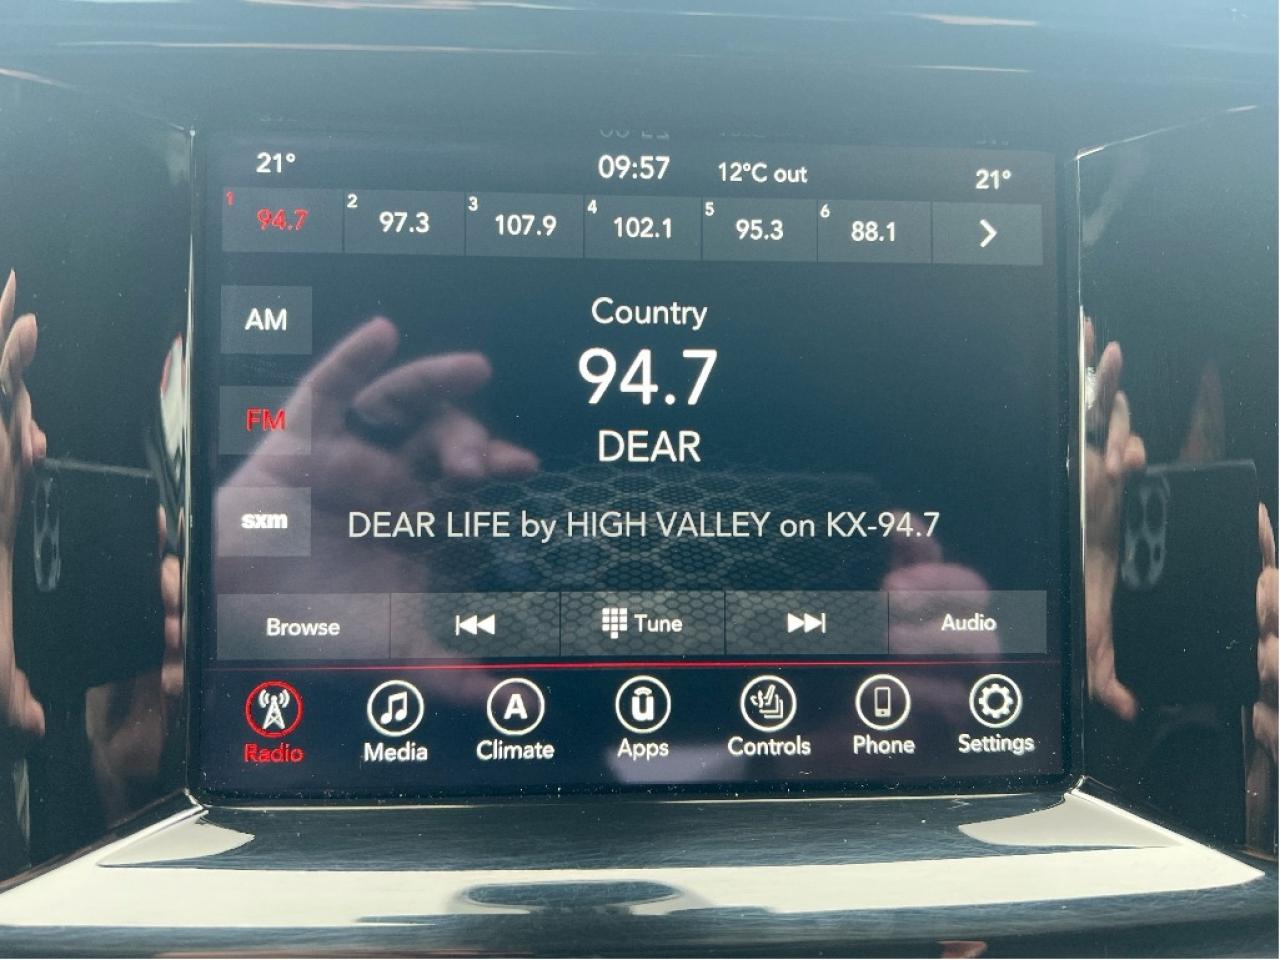 21° 09:57 12°C out 21°
1 94.7 2 97.3 3 107.9 4 102.1 5 95.3 6 88.1
AM
Country
94.7
FM
DEAR
sxm
DEAR LIFE by HIGH VALLEY on KX-94.7
Browse Tune Audio
A û
Radio Media Climate Apps Controls Phone Settings